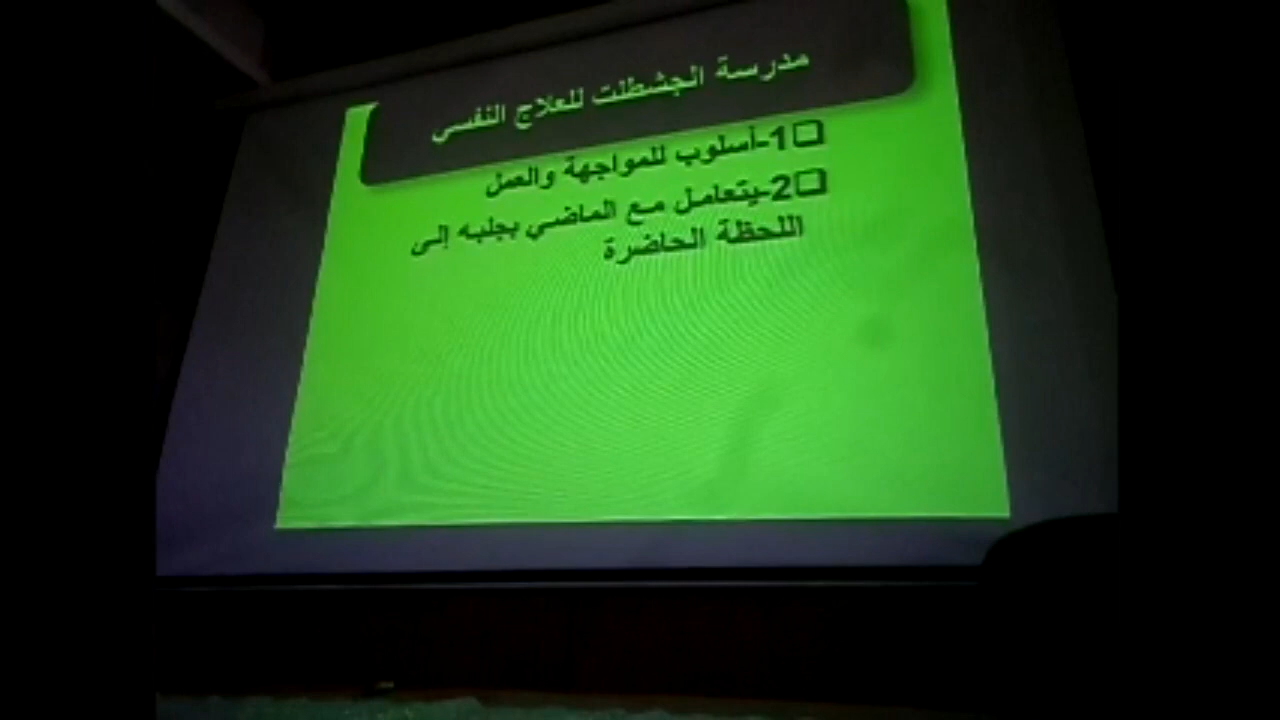 مدرسة الجشطلت للعلاج النفسي
1-أسلوب للمواجهة والعمل
2-يتعامل مع الماضي بجلبه إلى
اللحظة الحاضرة